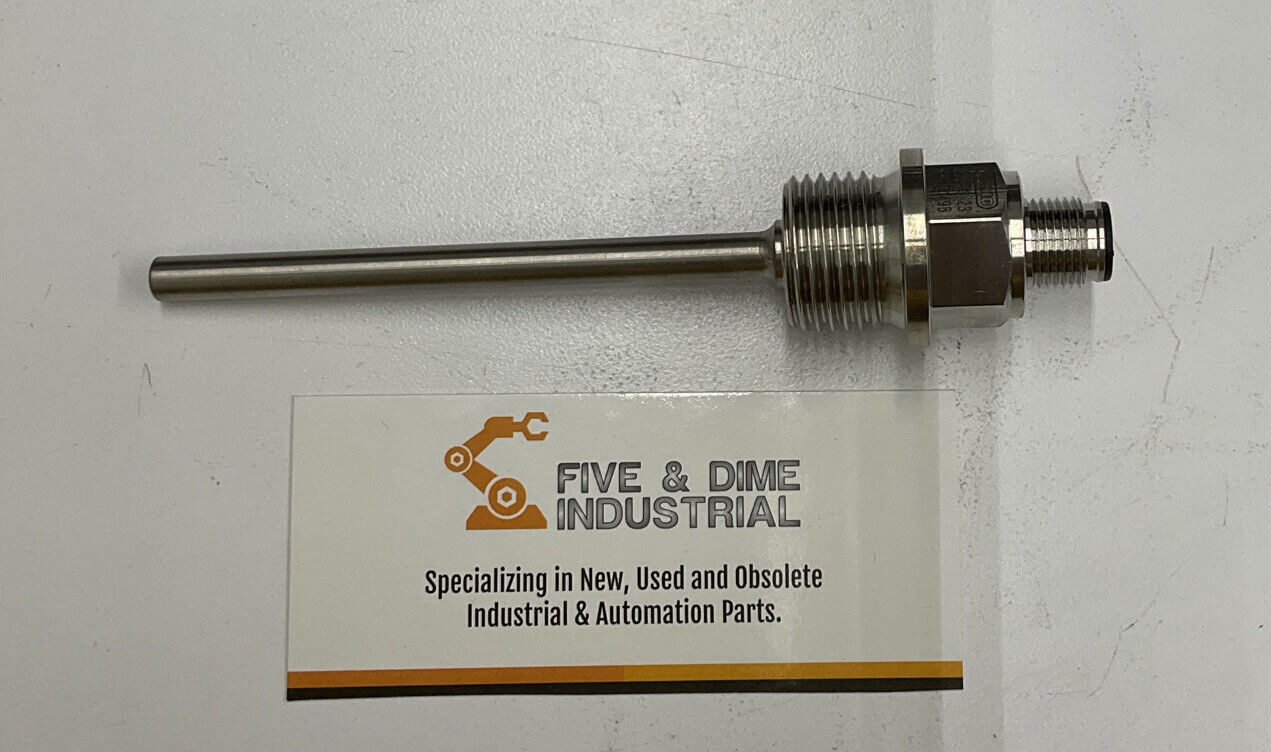 FIVE & DIME
INDUSTRIAL
Specializing in New, Used and Obsolete
Industrial & Automation Parts.